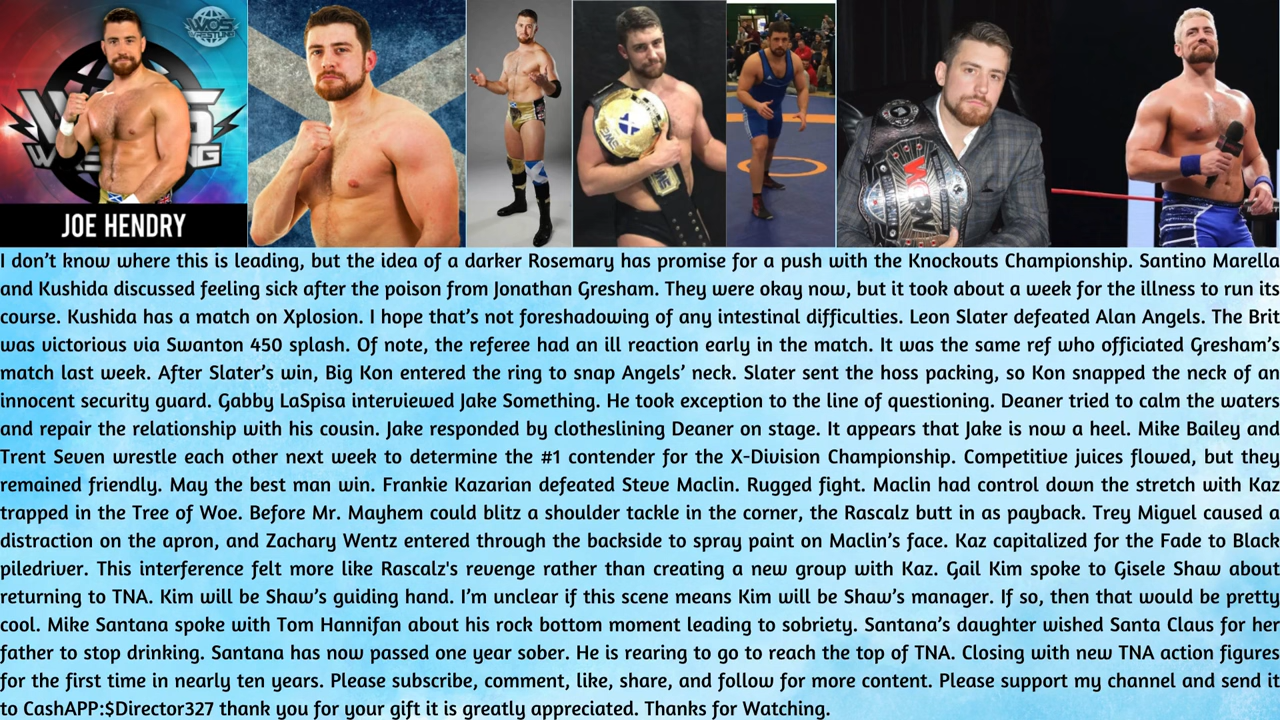 WOS
WRESTLING
WOS
WRESTLING
JOE HENDRY
I don’t know where this is leading, but the idea of a darker Rosemary has promise for a push with the Knockouts Championship. Santino Marella
and Kushida discussed feeling sick after the poison from Jonathan Gresham. They were okay now, but it took about a week for the illness to run its
course. Kushida has a match on Xplosion. I hope that’s not foreshadowing of any intestinal difficulties. Leon Slater defeated Alan Angels. The Brit
was victorious via Swanton 450 splash. Of note, the referee had an ill reaction early in the match. It was the same ref who officiated Gresham’s
match last week. After Slater’s win, Big Kon entered the ring to snap Angels’ neck. Slater sent the hoss packing, so Kon snapped the neck of an
innocent security guard. Gabby LaSpisa interviewed Jake Something. He took exception to the line of questioning. Deaner tried to calm the waters
and repair the relationship with his cousin. Jake responded by clotheslining Deaner on stage. It appears that Jake is now a heel. Mike Bailey and
Trent Seven wrestle each other next week to determine the #1 contender for the X-Division Championship. Competitive juices flowed, but they
remained friendly. May the best man win. Frankie Kazarian defeated Steve Maclin. Rugged fight. Maclin had control down the stretch with Kaz
trapped in the Tree of Woe. Before Mr. Mayhem could blitz a shoulder tackle in the corner, the Rascalz butt in as payback. Trey Miguel caused a
distraction on the apron, and Zachary Wentz entered through the backside to spray paint on Maclin’s face. Kaz capitalized for the Fade to Black
piledriver. This interference felt more like Rascalz's revenge rather than creating a new group with Kaz. Gail Kim spoke to Gisele Shaw about
returning to TNA. Kim will be Shaw’s guiding hand. I’m unclear if this scene means Kim will be Shaw’s manager. If so, then that would be pretty
cool. Mike Santana spoke with Tom Hannifan about his rock bottom moment leading to sobriety. Santana’s daughter wished Santa Claus for her
father to stop drinking. Santana has now passed one year sober. He is rearing to go to reach the top of TNA. Closing with new TNA action figures
for the first time in nearly ten years. Please subscribe, comment, like, share, and follow for more content. Please support my channel and send it
to CashAPP:$Director327 thank you for your gift it is greatly appreciated. Thanks for Watching.